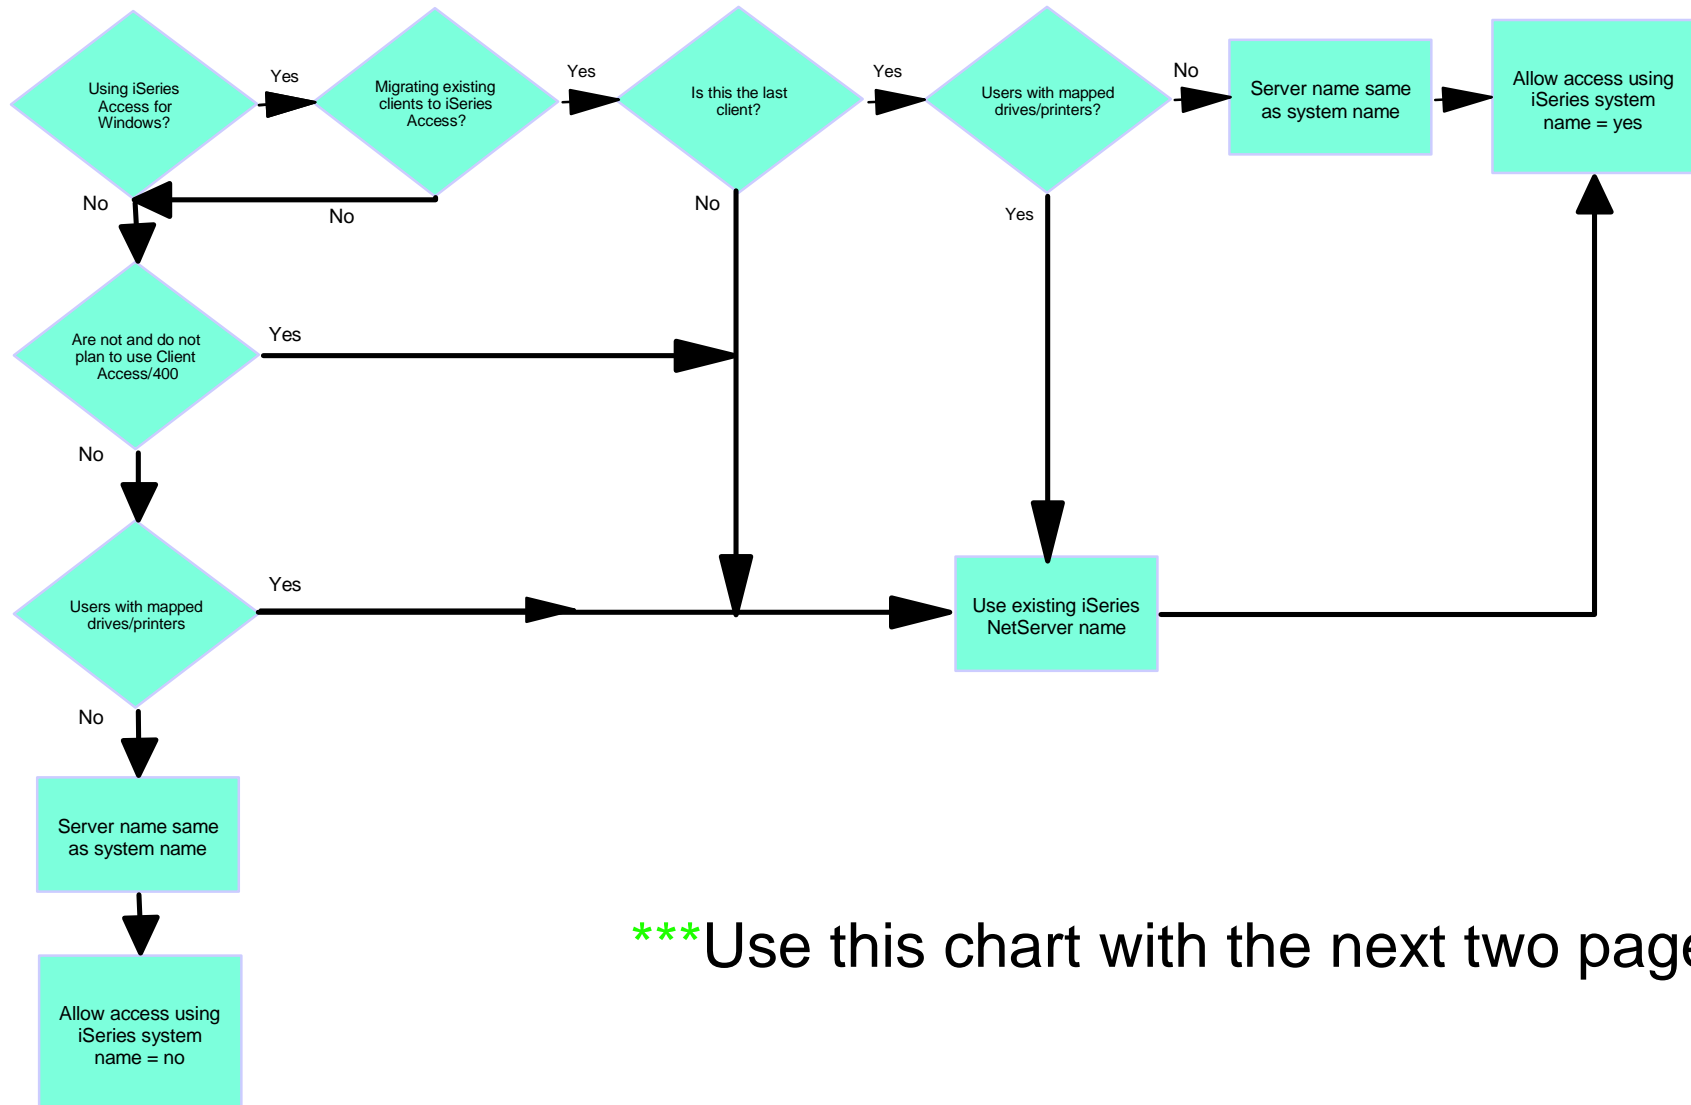 Using iSeries
Access for
Windows?
Yes
Migrating existing
clients to iSeries
Access?
Yes
Is this the last
client?
Yes
Users with mapped
drives/printers?
No
Server name same
as system name
Allow access using
iSeries system
name = yes
No
No
No
Yes
Are not and do not
plan to use Client
Access/400
Yes
No
Users with mapped
drives/printers
Yes
Use existing iSeries
NetServer name
No
Server name same
as system name
***Use this chart with the next two page
Allow access using
iSeries system
name = no